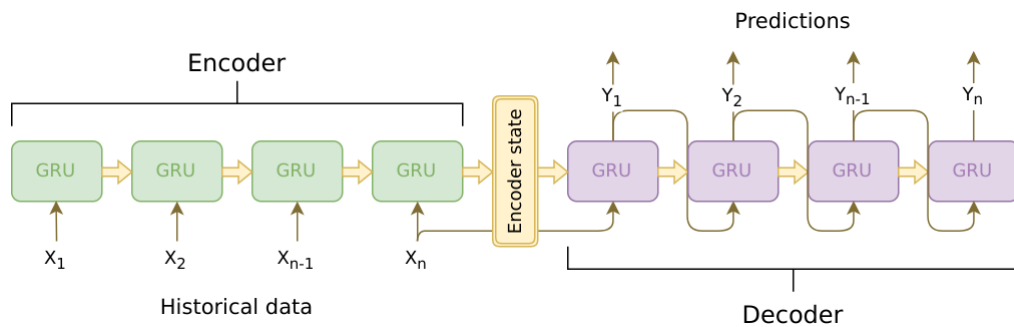 Predictions
Encoder
Y1 Y2 Yn-1 Yn
GRU GRU GRU GRU Encoder state GRU GRU GRU GRU
X1 X2 Xn-1 Xn
Historical data
Decoder